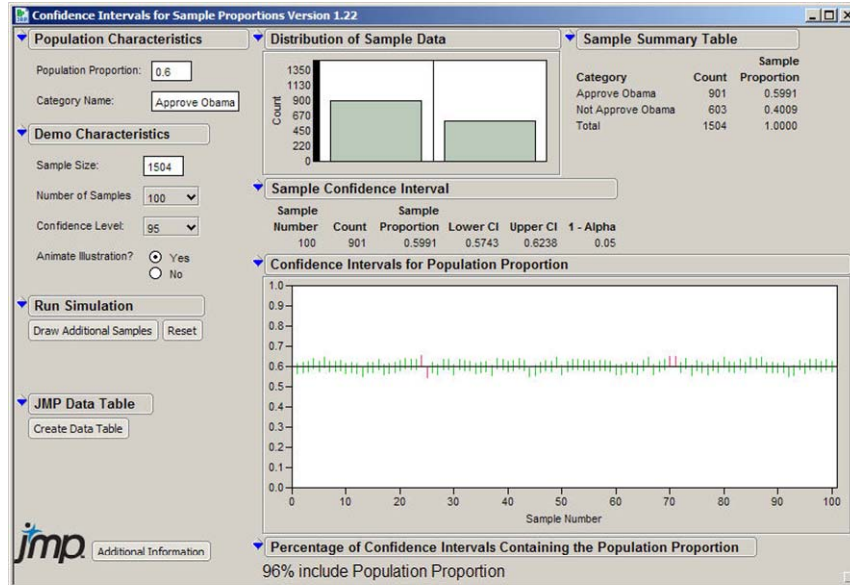 Confidence Intervals for Sample Proportions Version 1.22
Population Characteristics
Population Proportion: 0.6
Category Name: Approve Obama
Demo Characteristics
Sample Size: 1504
Number of Samples 100
Confidence Level: 95
Animate Illustration? Yes
No
Run Simulation
Draw Additional Samples Reset
JMP Data Table
Create Data Table
jmp. Additional Information
Distribution of Sample Data
Count
1350
1130
900
670
450
220
0
Sample Summary Table
Sample
Category Count Proportion
Approve Obama 901 0.5991
Not Approve Obama 603 0.4009
Total 1504 1.0000
Sample Confidence Interval
Sample Sample
Number Count Proportion Lower CI Upper CI 1 - Alpha
100 901 0.5991 0.5743 0.6238 0.05
Confidence Intervals for Population Proportion
1.0
0.9
0.8
0.7
0.6
0.5
0.4
0.3
0.2
0.1
0.0
0 10 20 30 40 50 60 70 80 90 100
Sample Number
Percentage of Confidence Intervals Containing the Population Proportion
96% include Population Proportion